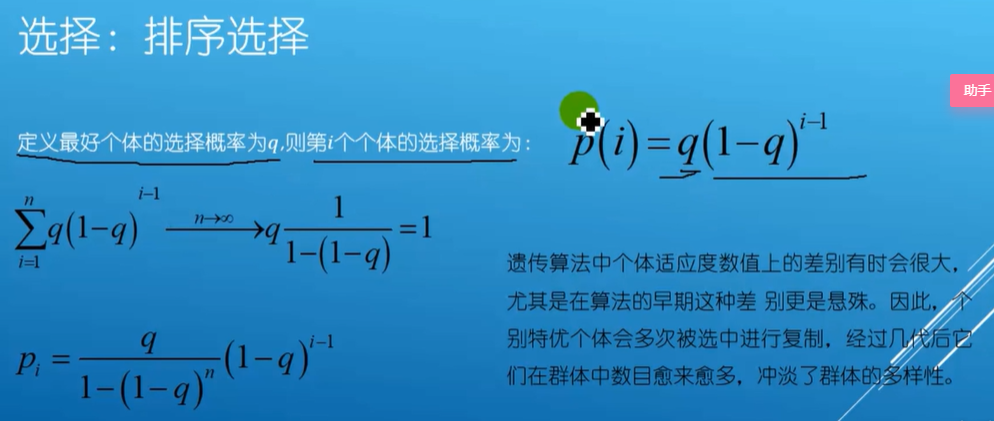 选择：排序选择
助手
定义最好个体的选择概率为q,则第i个个体的选择概率为：
p(i)=q(1-q)^{i-1}
\sum_{i=1}^{n} q(1-q)^{i-1} \xrightarrow{n→∞} q\frac{1}{1-(1-q)}=1
遗传算法中个体适应度数值上的差别有时会很大，
尤其是在算法的早期这种差 别更是悬殊。因此，个
别特优个体会多次被选中进行复制，经过几代后它
们在群体中数目愈来愈多，冲淡了群体的多样性。
p_i=\frac{q}{1-(1-q)^n}(1-q)^{i-1}